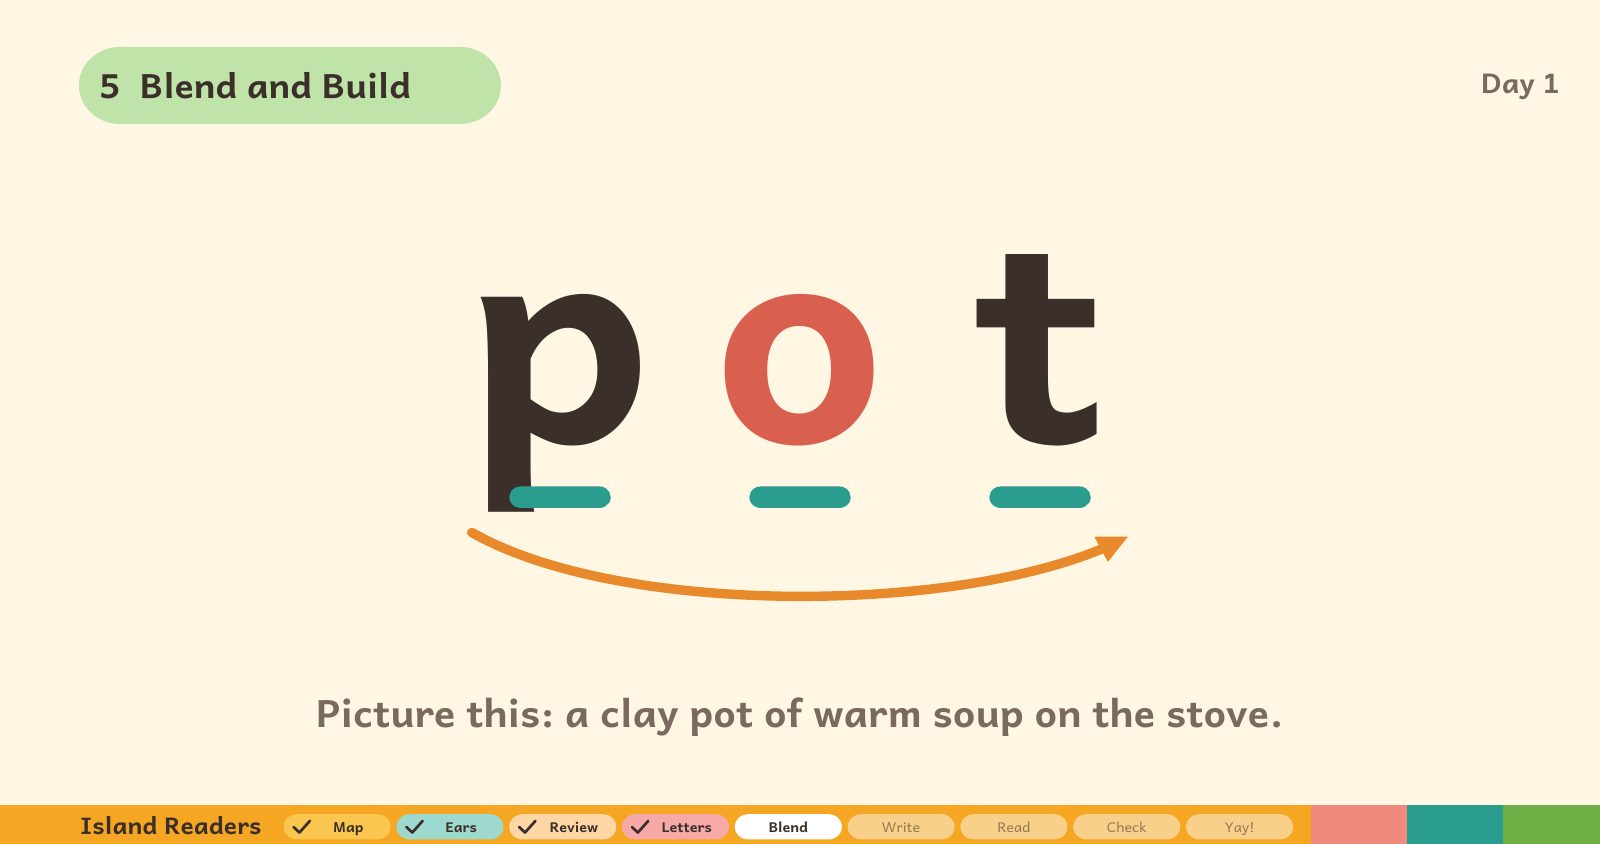 5 Blend and Build
Day 1
p o t
Picture this: a clay pot of warm soup on the stove.
Island Readers Map Ears Review Letters Blend Write Read Check Yay!